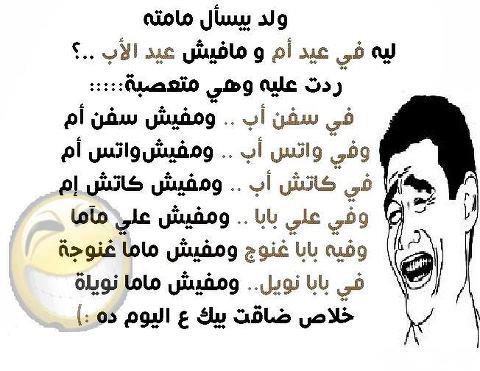 ولد بيسأل مامته
ليه في عيد أم و مافيش عيد الأب ..؟
ردت عليه وهي متعصبة:::::
في سفن أب .. ومفيش سفن أم
وفي واتس أب .. ومفيش واتس أم
في كاتش أب .. ومفيش كاتش إم
وفي علي بابا .. ومفيش علي مآما
وفيه بابا غنوج ومفيش ماما غنوجة
في بابا نويل.. ومفيش ماما نويلة
خلاص ضاقت بيك ع اليوم ده :)